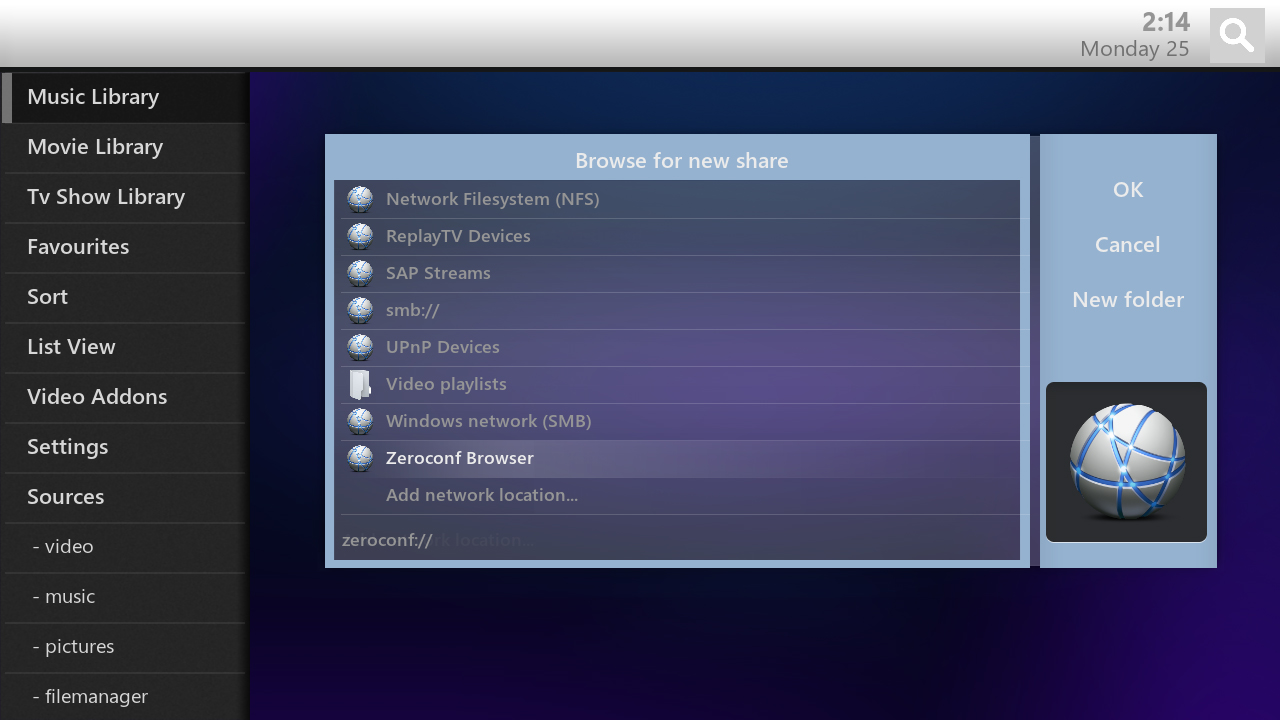 2:14
Monday 25
Music Library
Movie Library
Tv Show Library
Favourites
Sort
List View
Video Addons
Settings
Sources
- video
- music
- pictures
- filemanager
Browse for new share
Network Filesystem (NFS)
ReplayTV Devices
SAP Streams
smb://
UPnP Devices
Video playlists
Windows network (SMB)
Zeroconf Browser
Add network location...
zeroconf://rk location...
OK
Cancel
New folder